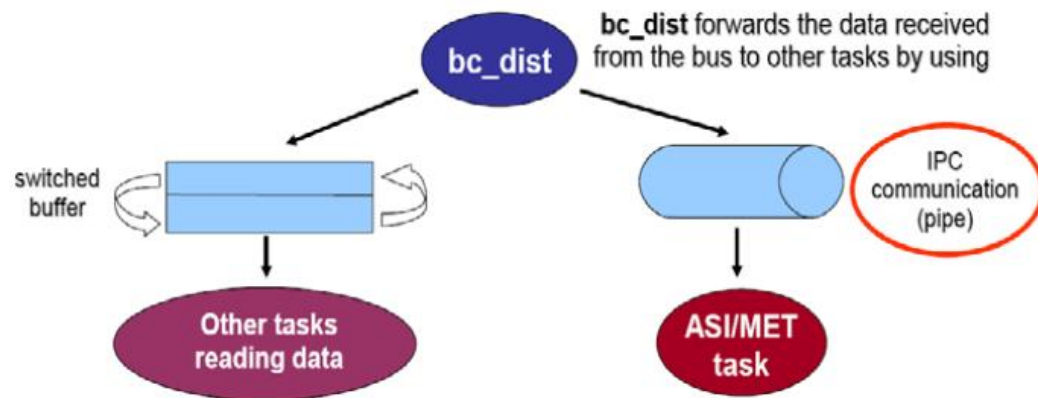 bc_dist
bc_dist forwards the data received
from the bus to other tasks by using
switched
buffer
IPC
communication
(pipe)
Other tasks
reading data
ASI/MET
task